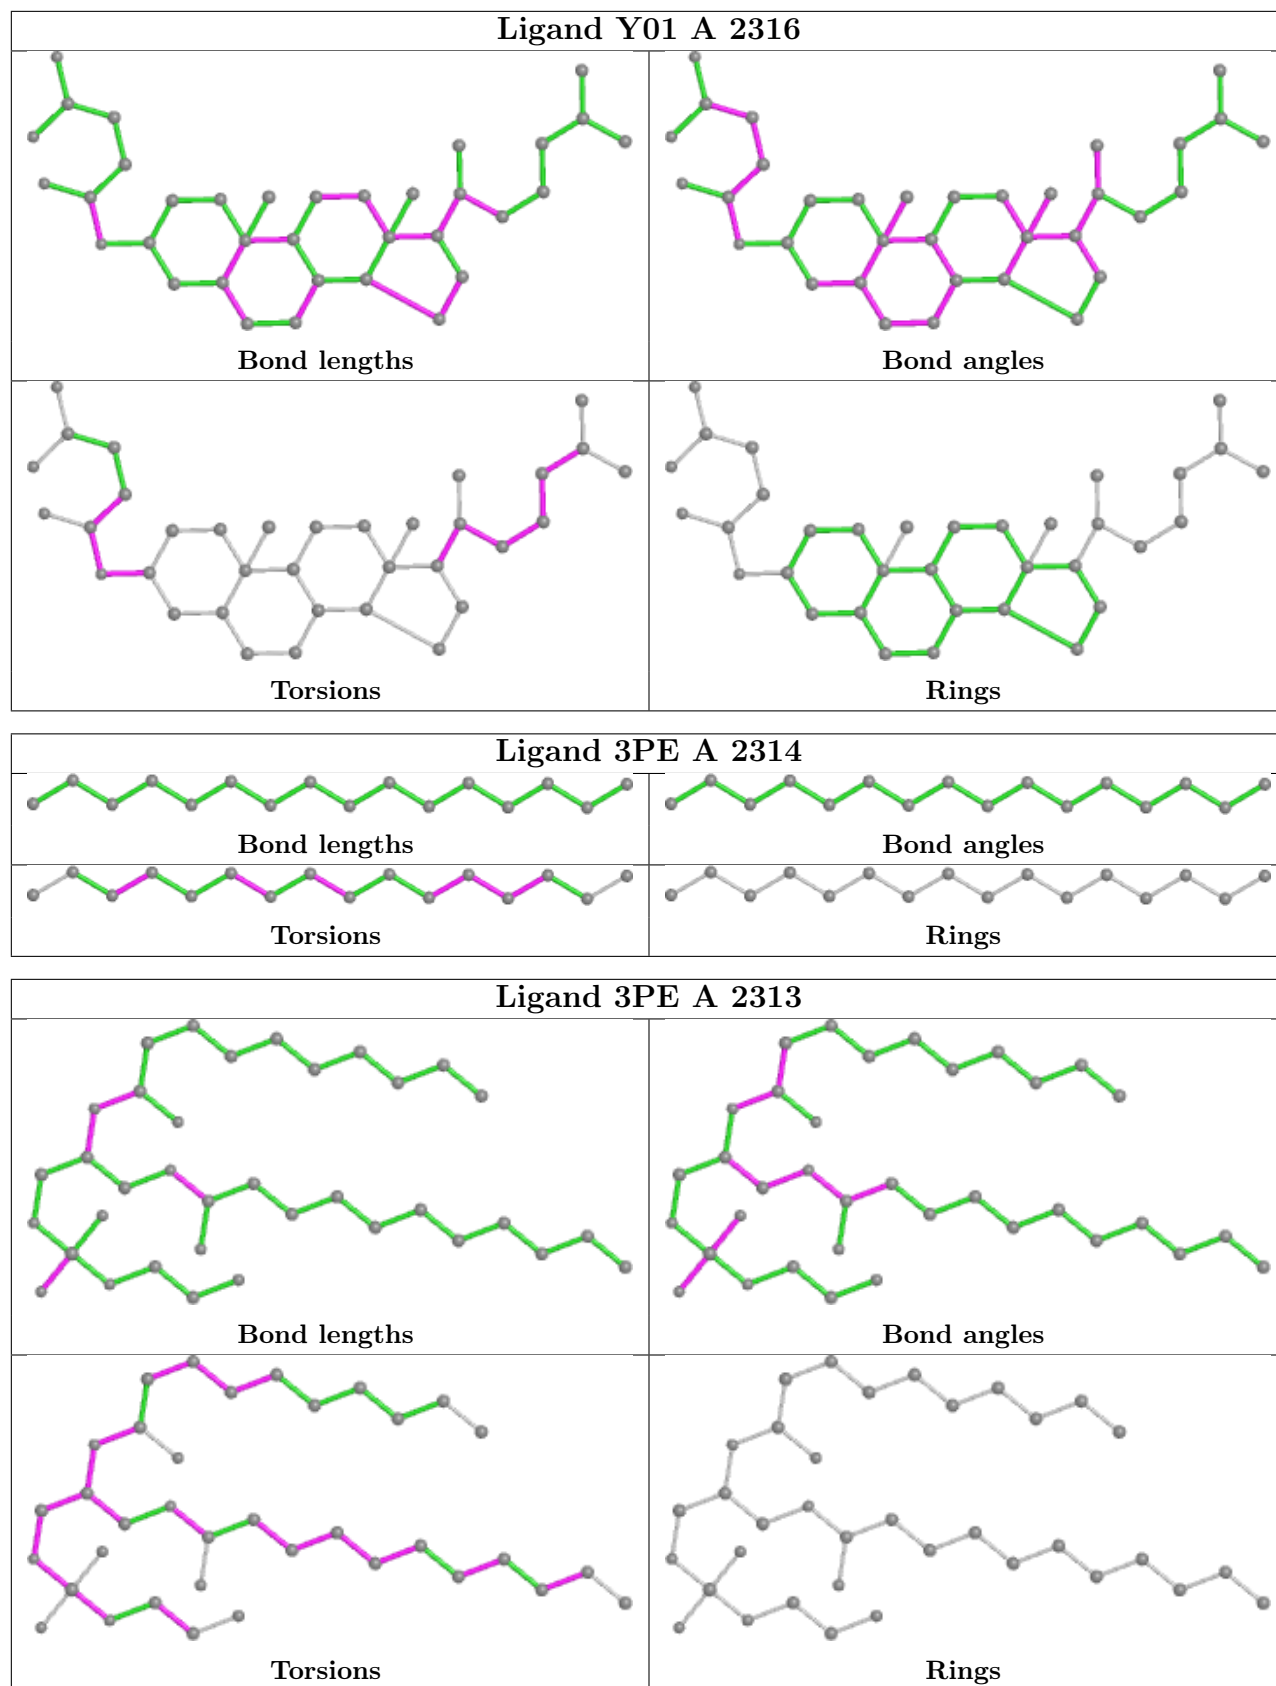 Ligand Y01 A 2316
Bond lengths
Bond angles
Torsions
Rings
Ligand 3PE A 2314
Bond lengths
Bond angles
Torsions
Rings
Ligand 3PE A 2313
Bond lengths
Bond angles
Torsions
Rings